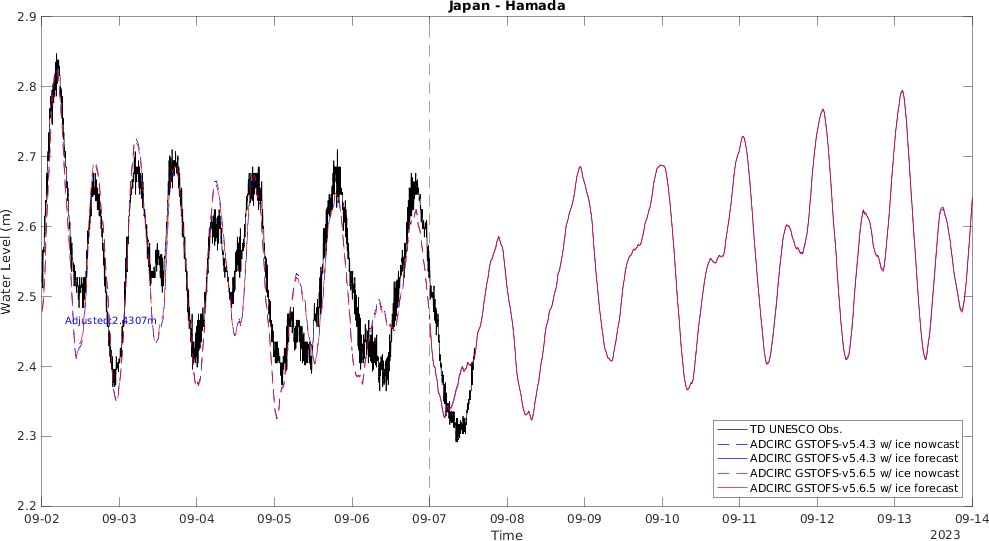 Japan - Hamada
2.9
2.8
2.7
2.6
2.5
2.4
2.3
2.2
Water Level (m)
Adjusted:2.4307m
TD UNESCO Obs.
ADCIRC GSTOFS-v5.4.3 w/ ice nowcast
ADCIRC GSTOFS-v5.4.3 w/ ice forecast
ADCIRC GSTOFS-v5.6.5 w/ ice nowcast
ADCIRC GSTOFS-v5.6.5 w/ ice forecast
09-02 09-03 09-04 09-05 09-06 09-07 09-08 09-09 09-10 09-11 09-12 09-13 09-14
Time
2023